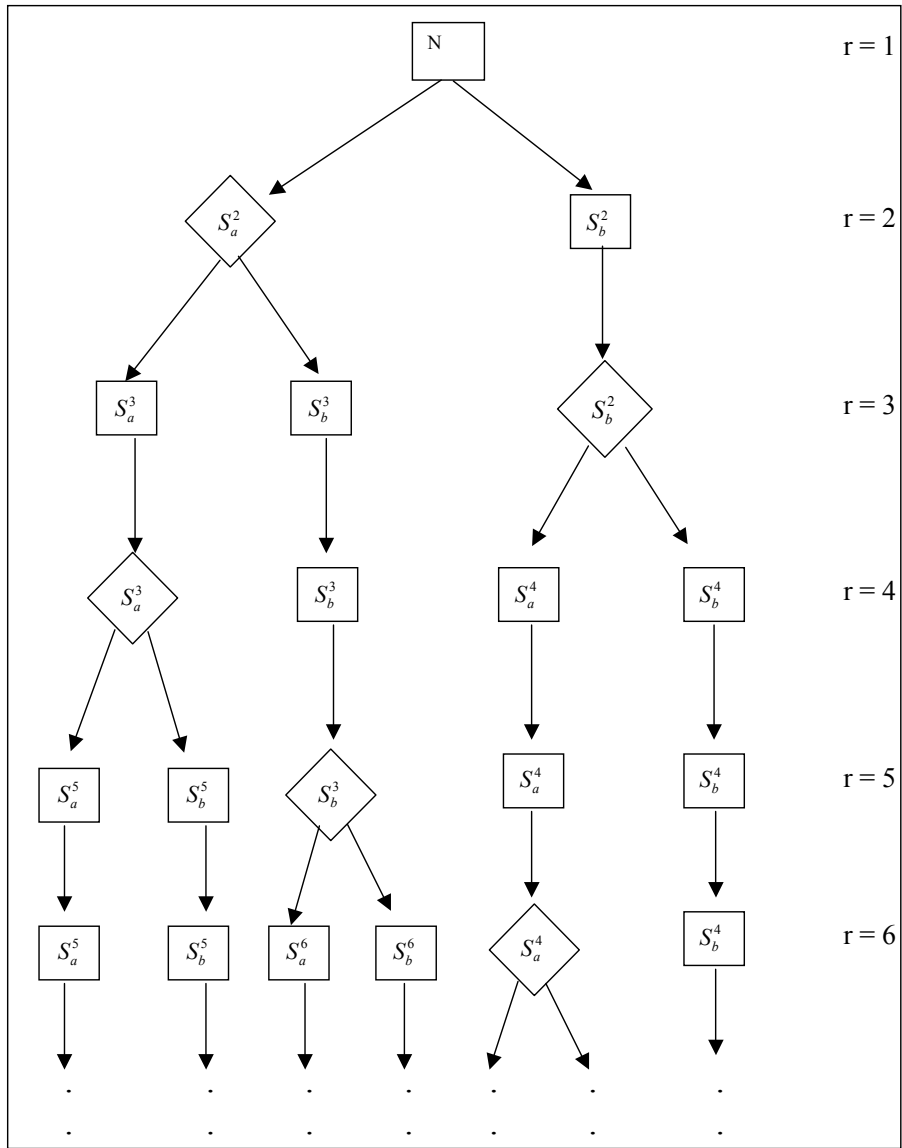 N r = 1
$S_a^2$ $S_b^2$ r = 2
$S_a^3$ $S_b^3$ $S_b^2$ r = 3
$S_a^3$ $S_b^3$ $S_a^4$ $S_b^4$ r = 4
$S_a^5$ $S_b^5$ $S_b^3$ $S_a^4$ $S_b^4$ r = 5
$S_a^5$ $S_b^5$ $S_a^6$ $S_b^6$ $S_a^4$ $S_b^4$ r = 6
. . . . . . .
. . . . . . .